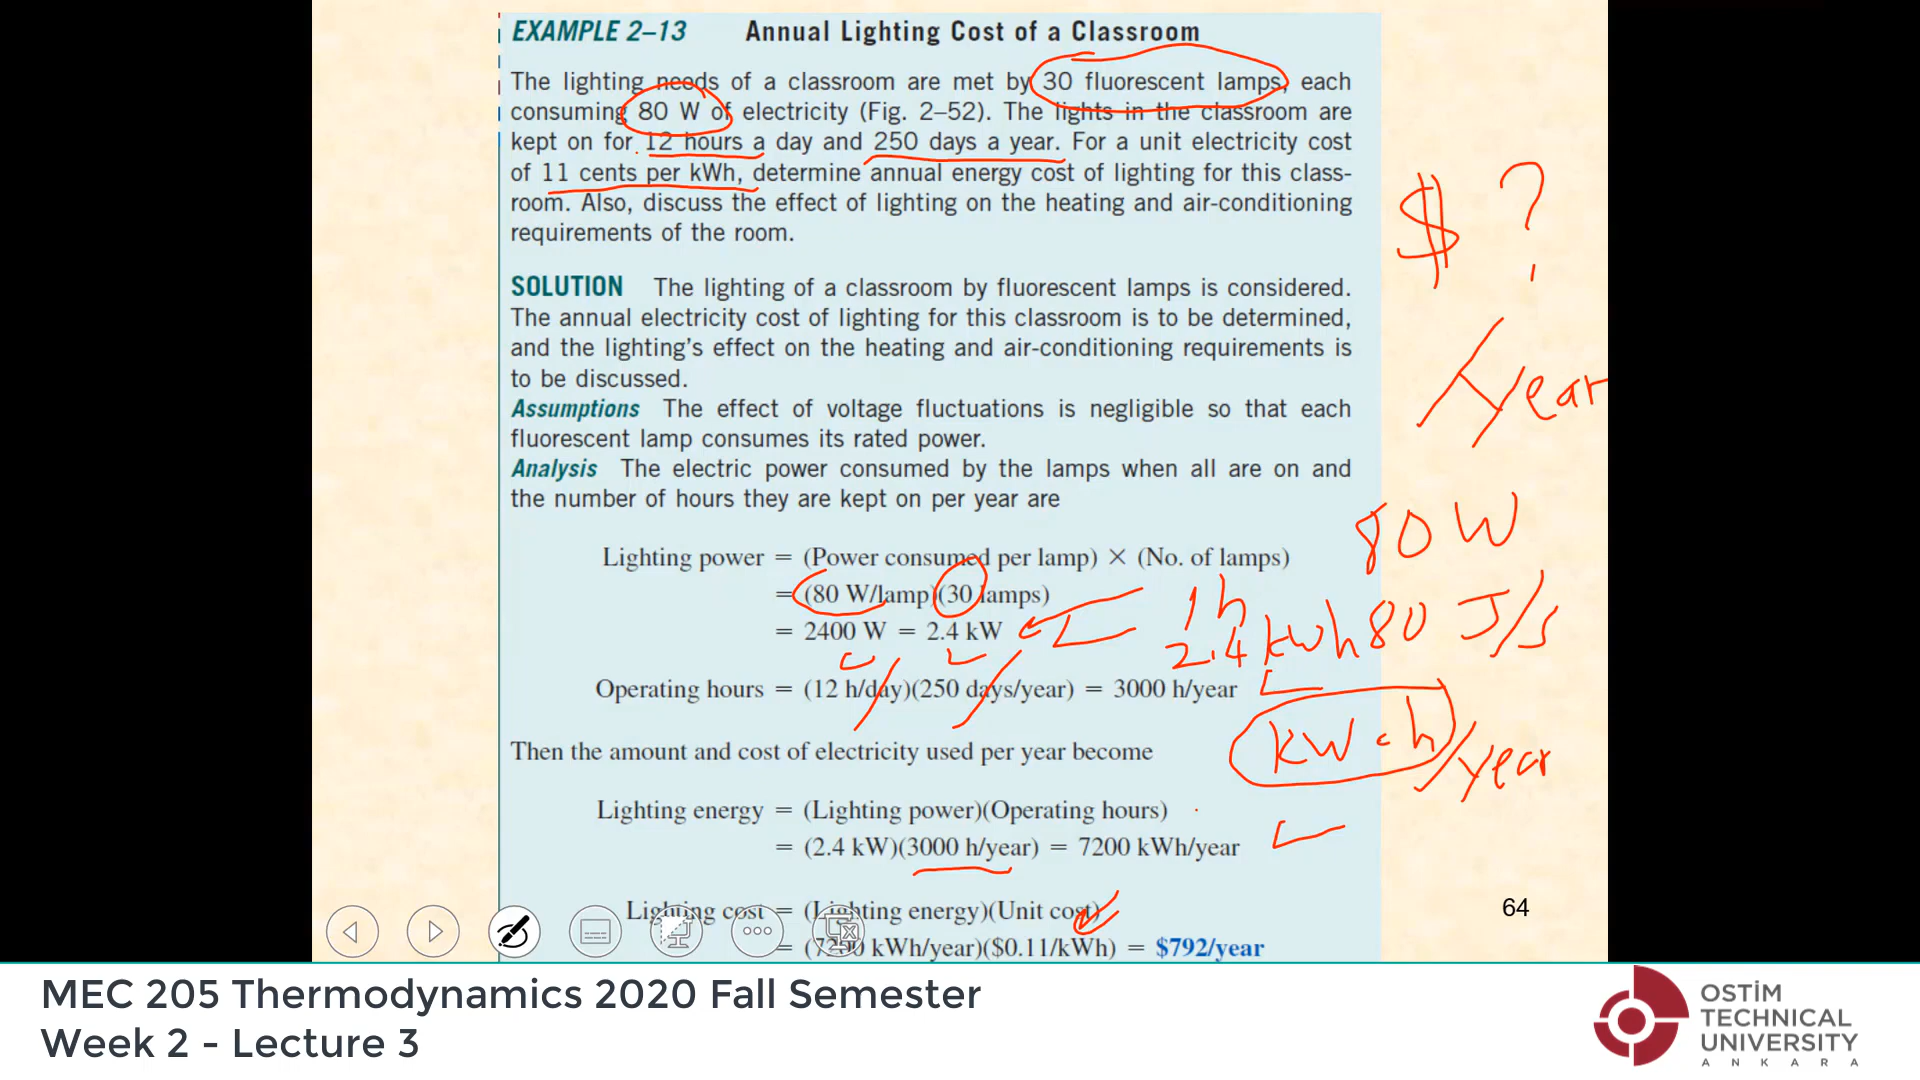 EXAMPLE 2–13 Annual Lighting Cost of a Classroom
The lighting needs of a classroom are met by 30 fluorescent lamps, each
consuming 80 W of electricity (Fig. 2–52). The lights in the classroom are
kept on for 12 hours a day and 250 days a year. For a unit electricity cost
of 11 cents per kWh, determine annual energy cost of lighting for this class-
room. Also, discuss the effect of lighting on the heating and air-conditioning
requirements of the room.
$ ?
/year
SOLUTION The lighting of a classroom by fluorescent lamps is considered.
The annual electricity cost of lighting for this classroom is to be determined,
and the lighting's effect on the heating and air-conditioning requirements is
to be discussed.
Assumptions The effect of voltage fluctuations is negligible so that each
fluorescent lamp consumes its rated power.
Analysis The electric power consumed by the lamps when all are on and
the number of hours they are kept on per year are
80 W
Lighting power = (Power consumed per lamp) × (No. of lamps)
= (80 W/lamp)(30 lamps)
1h
80 J/s
= 2400 W = 2.4 kW
2.4 kWh
Operating hours = (12 h/day)(250 days/year) = 3000 h/year
kW·h/year
Then the amount and cost of electricity used per year become
Lighting energy = (Lighting power)(Operating hours)
= (2.4 kW)(3000 h/year) = 7200 kWh/year
Lighting cost = (Lighting energy)(Unit cost)
= (7200 kWh/year)($0.11/kWh) = $792/year
64
MEC 205 Thermodynamics 2020 Fall Semester
Week 2 - Lecture 3
OSTİM
TECHNICAL
UNIVERSITY
ANKARA